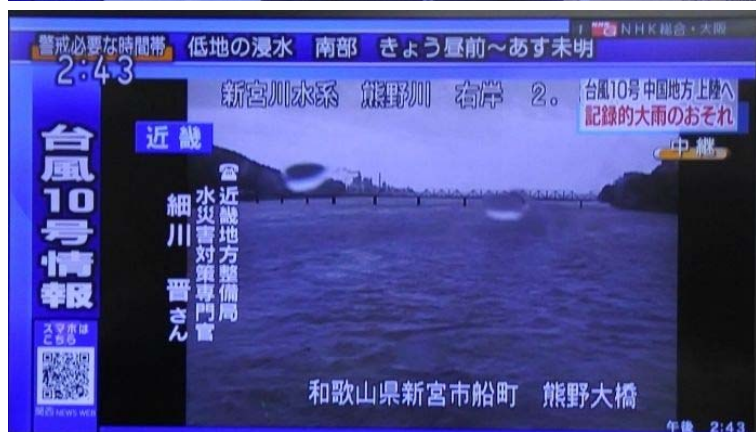 1 NHK NHK総合・大阪
警戒必要な時間帯 低地の浸水 南部 きょう昼前～あす未明
2:43
新宮川水系 熊野川 右岸 2.
台風10号 中国地方 上陸へ
記録的大雨のおそれ
中継
近畿
台風10号情報
☎近畿地方整備局
水災害対策専門官
細川 晋さん
スマホは
こちら
関西 NEWS WEB
和歌山県新宮市船町 熊野大橋
午後 2:43